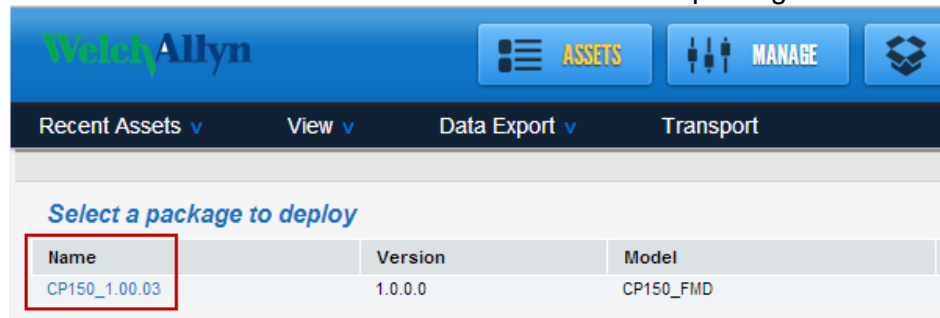 WelchAllyn ASSETS MANAGE
Recent Assets v View v Data Export v Transport
Select a package to deploy
Name Version Model
CP150_1.00.03 1.0.0.0 CP150_FMD